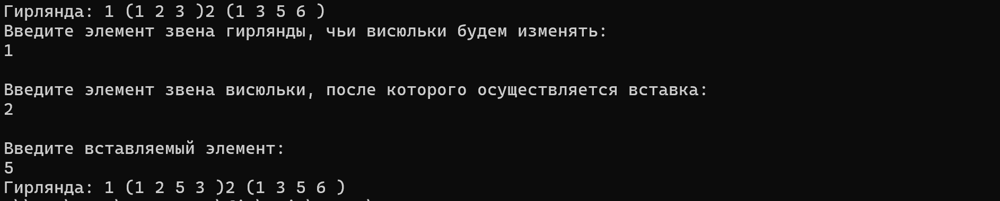 Гирлянда: 1 (1 2 3 )2 (1 3 5 6 )
Введите элемент звена гирлянды, чьи висюльки будем изменять:
1
Введите элемент звена висюльки, после которого осуществляется вставка:
2
Введите вставляемый элемент:
5
Гирлянда: 1 (1 2 5 3 )2 (1 3 5 6 )